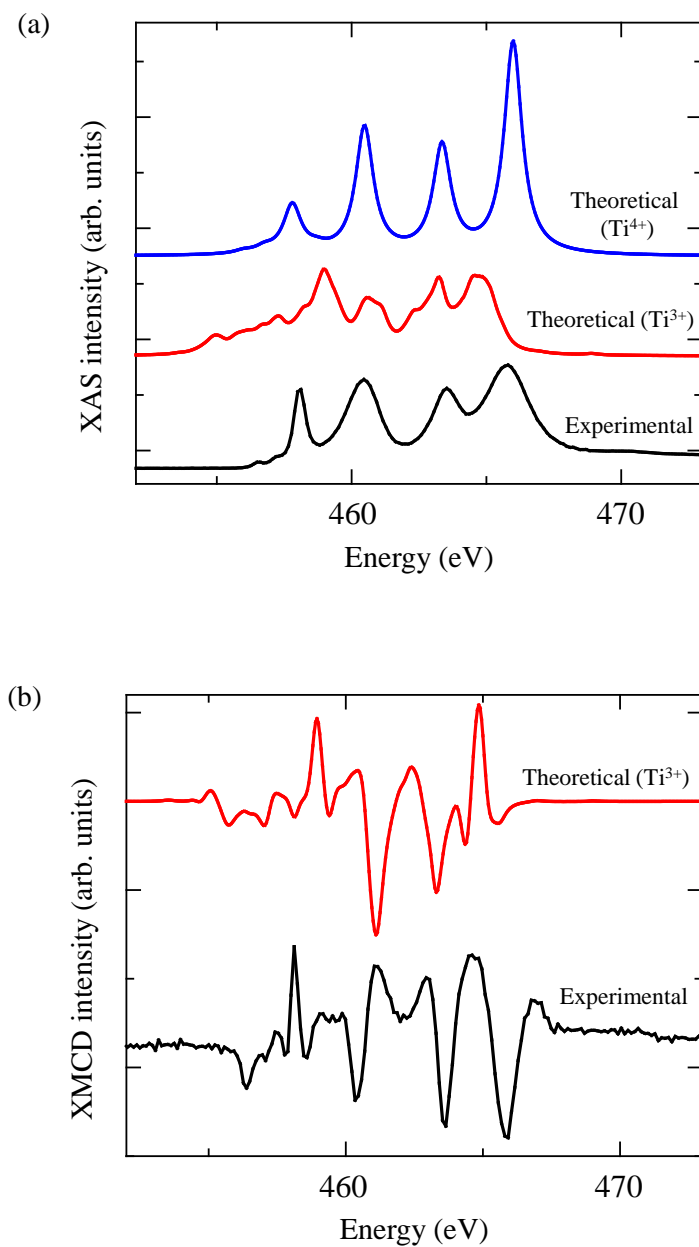 (a)
XAS intensity (arb. units)
Theoretical
(Ti⁴⁺)
Theoretical (Ti³⁺)
Experimental
460
470
Energy (eV)
(b)
XMCD intensity (arb. units)
Theoretical (Ti³⁺)
Experimental
460
470
Energy (eV)